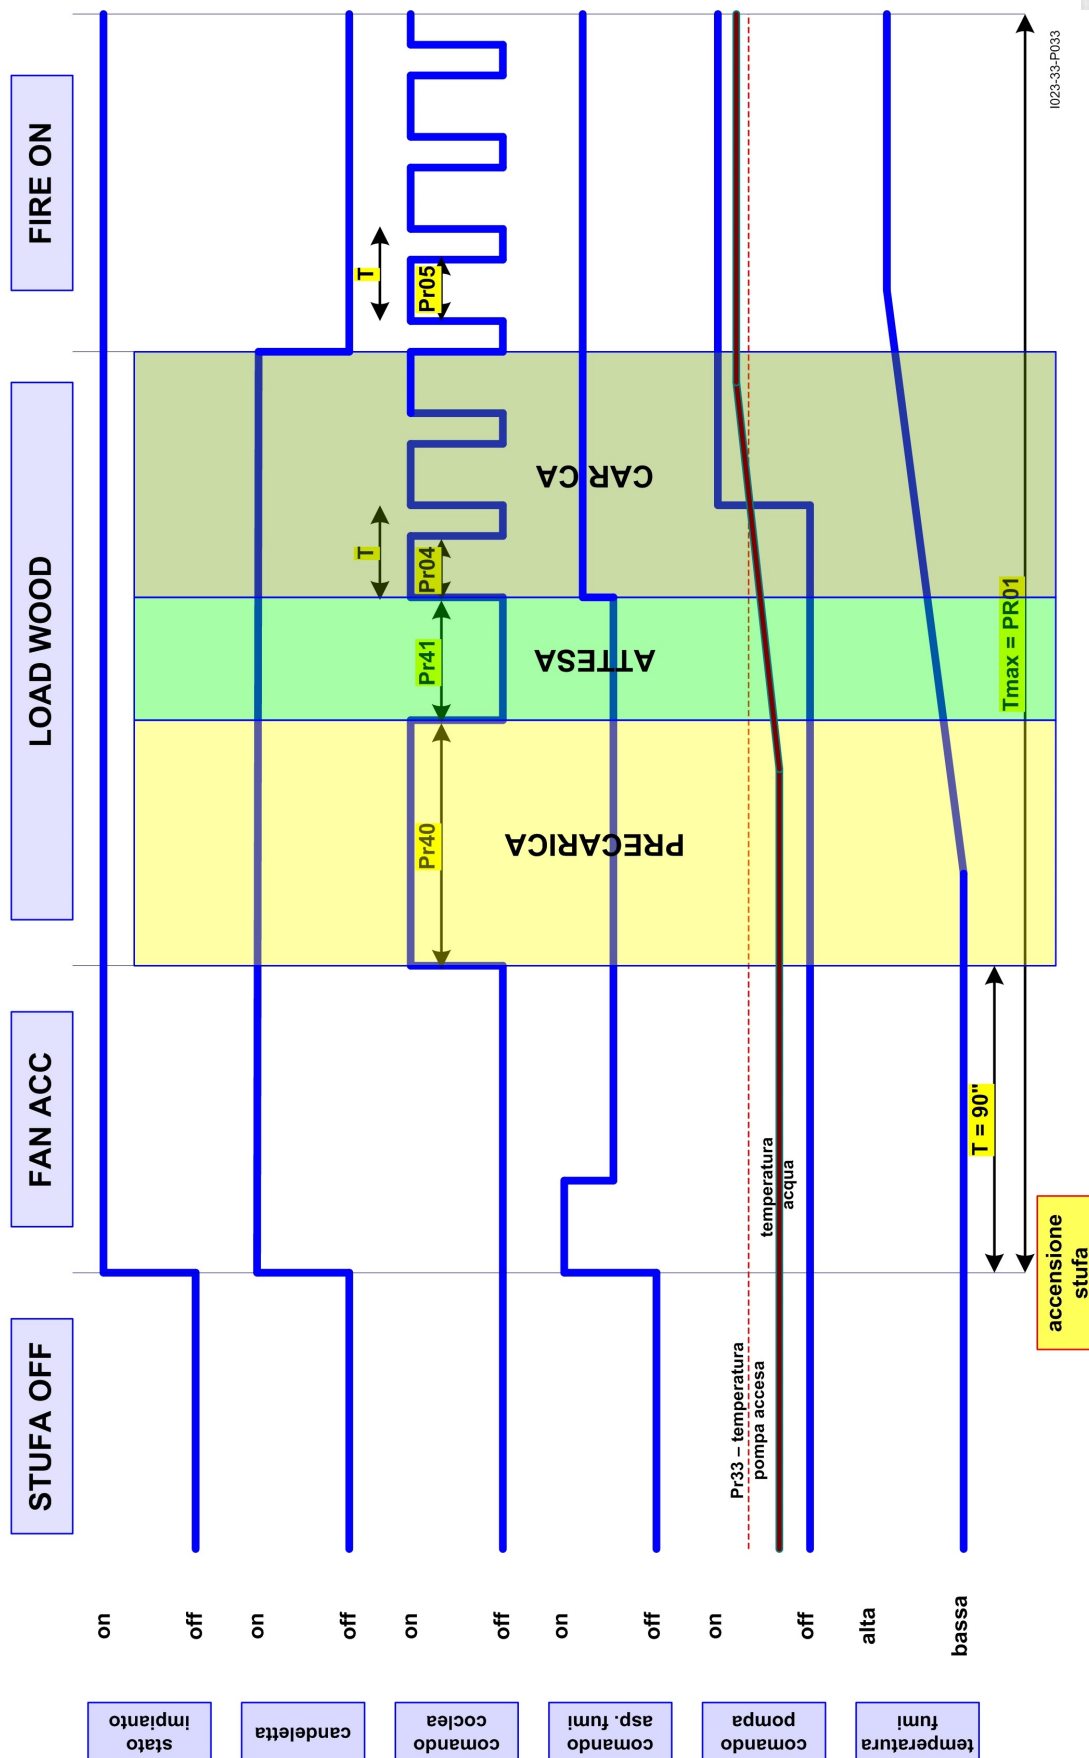 STUFA OFF
FAN ACC
LOAD WOOD
FIRE ON
stato
impianto
on
off
candeletta
on
off
T
T
comando
coclea
on
off
Pr40
Pr41
Pr04
Pr05
comando
asp. fumi
on
off
PRECARICA
ATTESA
CARICA
comando
pompa
on
off
Pr33 – temperatura
pompa accesa
temperatura
acqua
temperatura
fumi
alta
bassa
T = 90"
Tmax = PR01
accensione
stufa
I023-33-P033